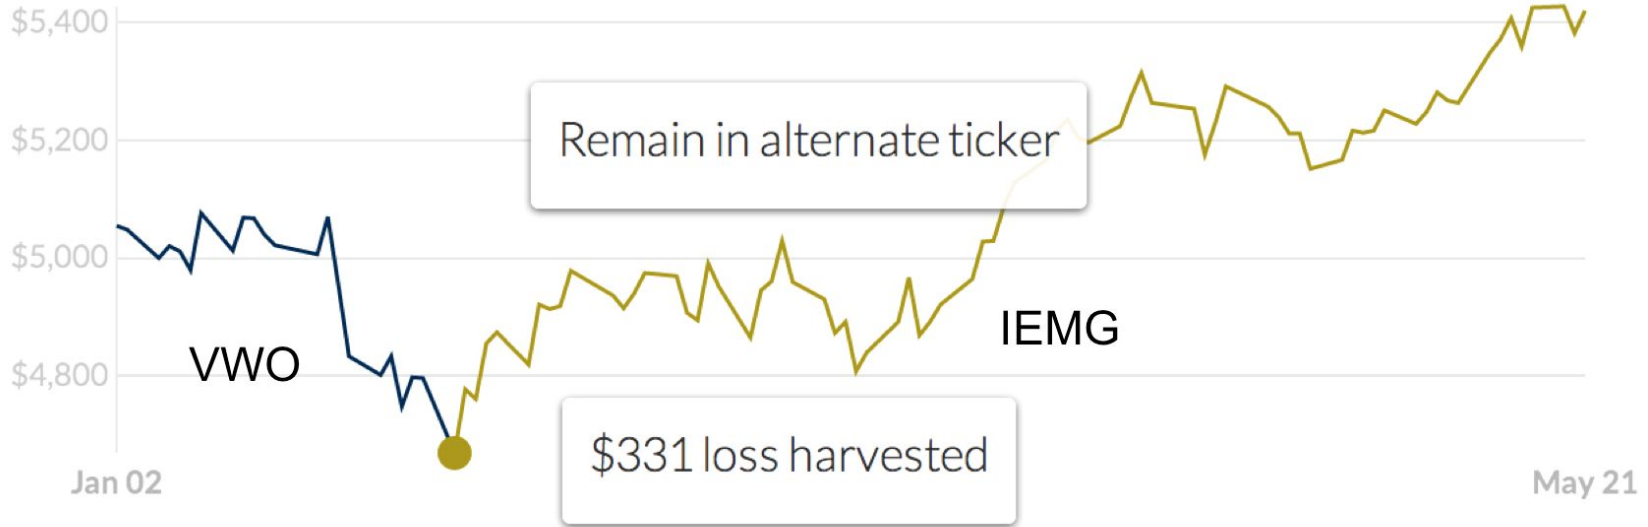 $5,400
Remain in alternate ticker
$5,200
$5,000
IEMG
VWO
$4,800
$331 loss harvested
Jan 02
May 21